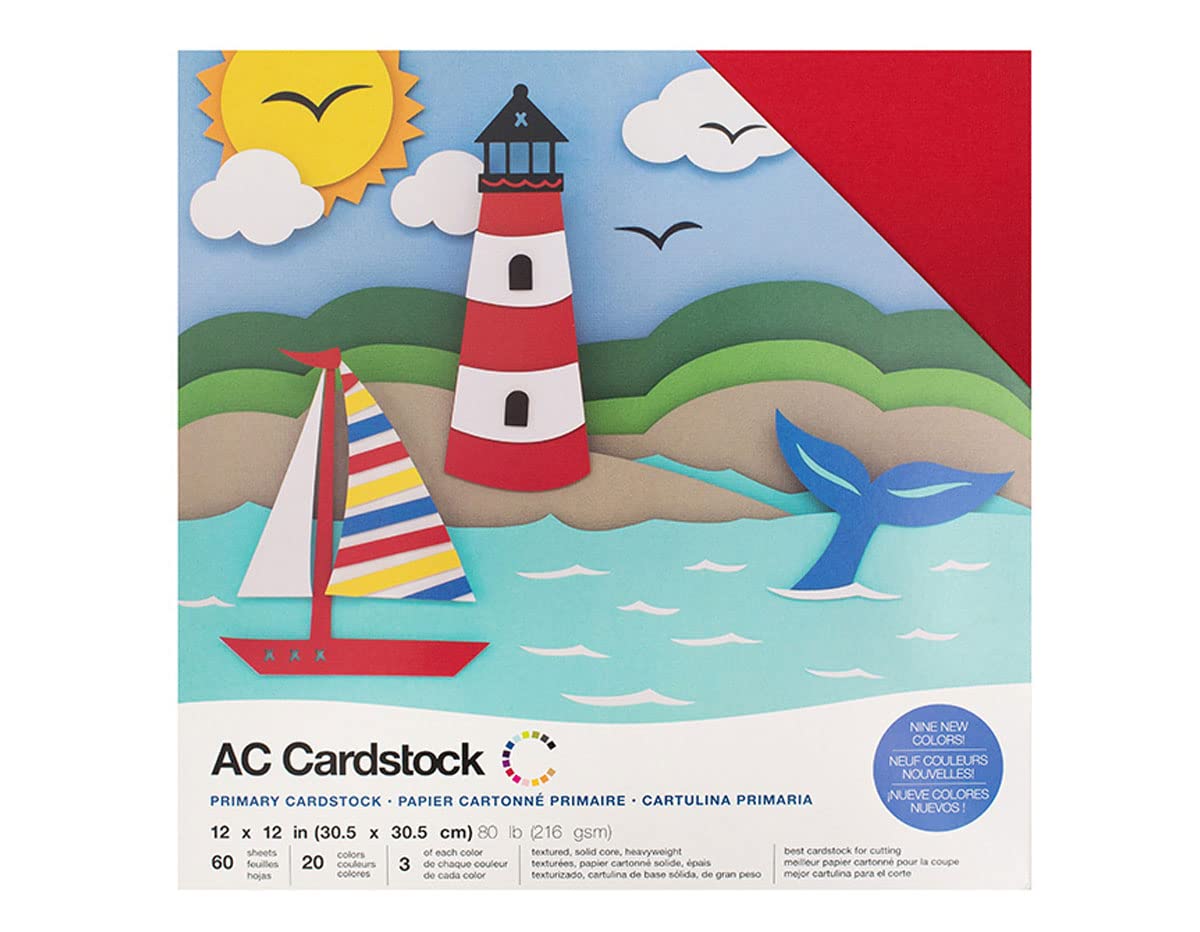 NINE NEW
COLORS!
NEUF COULEURS
NOUVELLES!
¡NUEVE COLORES
NUEVOS !
AC Cardstock
PRIMARY CARDSTOCK · PAPIER CARTONNÉ PRIMAIRE · CARTULINA PRIMARIA
12 x 12 in (30.5 x 30.5 cm) 80 lb (216 gsm)
60 sheets
feuilles
hojas
20 colors
couleurs
colores
3 of each color
de chaque couleur
de cada color
textured, solid core, heavyweight
texturées, papier cartonné solide, épais
texturizado, cartulina de base sólida, de gran peso
best cardstock for cutting
meilleur papier cartonné pour la coupe
mejor cartulina para el corte